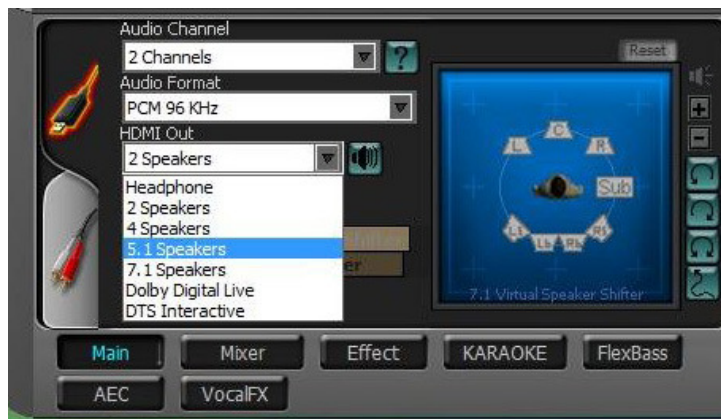 Audio Channel
2 Channels
?
Reset
Audio Format
PCM 96 KHz
HDMI Out
2 Speakers
Headphone
2 Speakers
4 Speakers
5.1 Speakers
7.1 Speakers
Dolby Digital Live
DTS Interactive
er
C
L
R
Sub
Ls
Lb
Rb
Rs
7.1 Virtual Speaker Shifter
Main
Mixer
Effect
KARAOKE
FlexBass
AEC
VocalFX